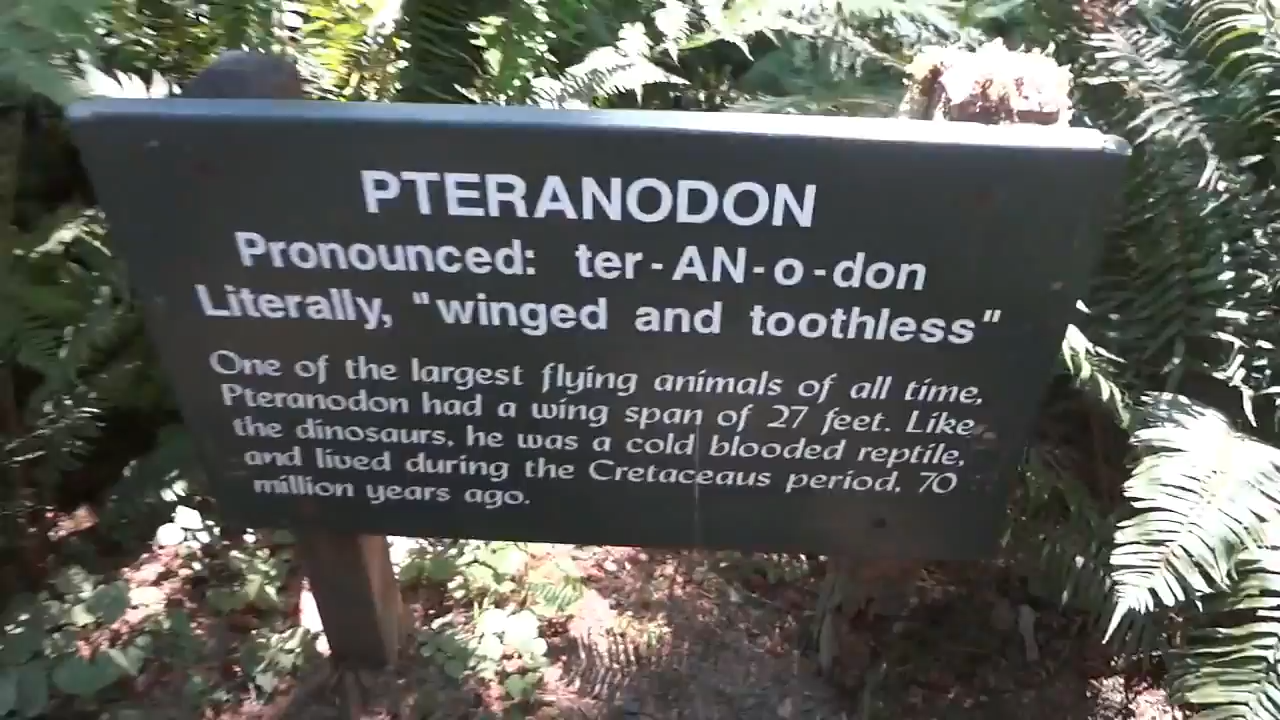 PTERANODON
Pronounced: ter-AN-o-don
Literally, "winged and toothless"
One of the largest flying animals of all time,
Pteranodon had a wing span of 27 feet. Like
the dinosaurs, he was a cold blooded reptile,
and lived during the Cretaceaus period, 70
million years ago.